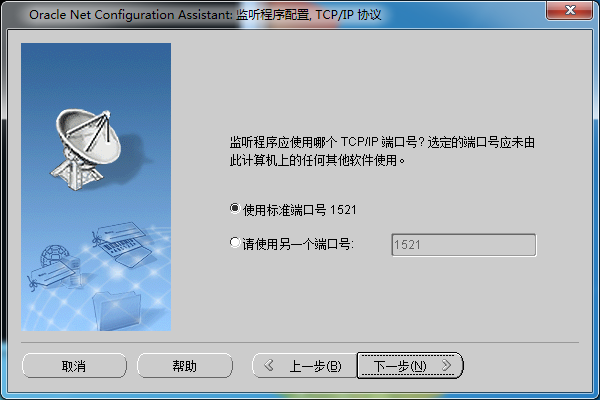 Oracle Net Configuration Assistant: 监听程序配置, TCP/IP 协议
监听程序应使用哪个 TCP/IP 端口号? 选定的端口号应未由
此计算机上的任何其他软件使用。
使用标准端口号 1521
请使用另一个端口号:
1521
取消
帮助
上一步(B)
下一步(N)